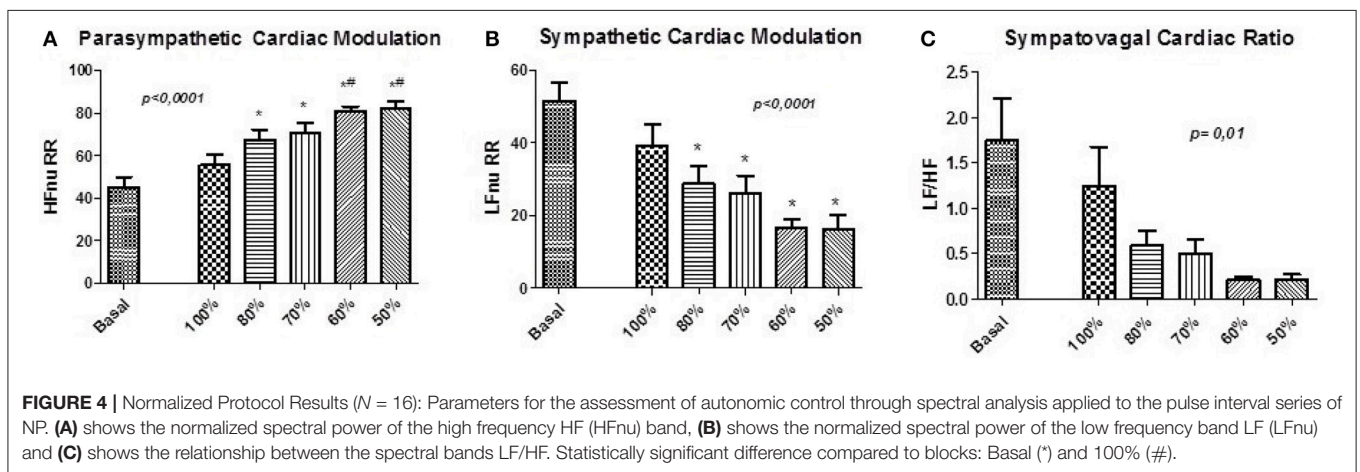 A Parasympathetic Cardiac Modulation
HFnu RR
100
80
60
40
20
0
p<0,0001
* * *# *#
Basal 100% 80% 70% 60% 50%
B Sympathetic Cardiac Modulation
LFnu RR
60
40
20
0
p<0,0001
* * * *
Basal 100% 80% 70% 60% 50%
C Sympatovagal Cardiac Ratio
LF/HF
2.5
2.0
1.5
1.0
0.5
0.0
p= 0,01
Basal 100% 80% 70% 60% 50%
FIGURE 4 | Normalized Protocol Results (N = 16): Parameters for the assessment of autonomic control through spectral analysis applied to the pulse interval series of
NP. (A) shows the normalized spectral power of the high frequency HF (HFnu) band, (B) shows the normalized spectral power of the low frequency band LF (LFnu)
and (C) shows the relationship between the spectral bands LF/HF. Statistically significant difference compared to blocks: Basal (*) and 100% (#).